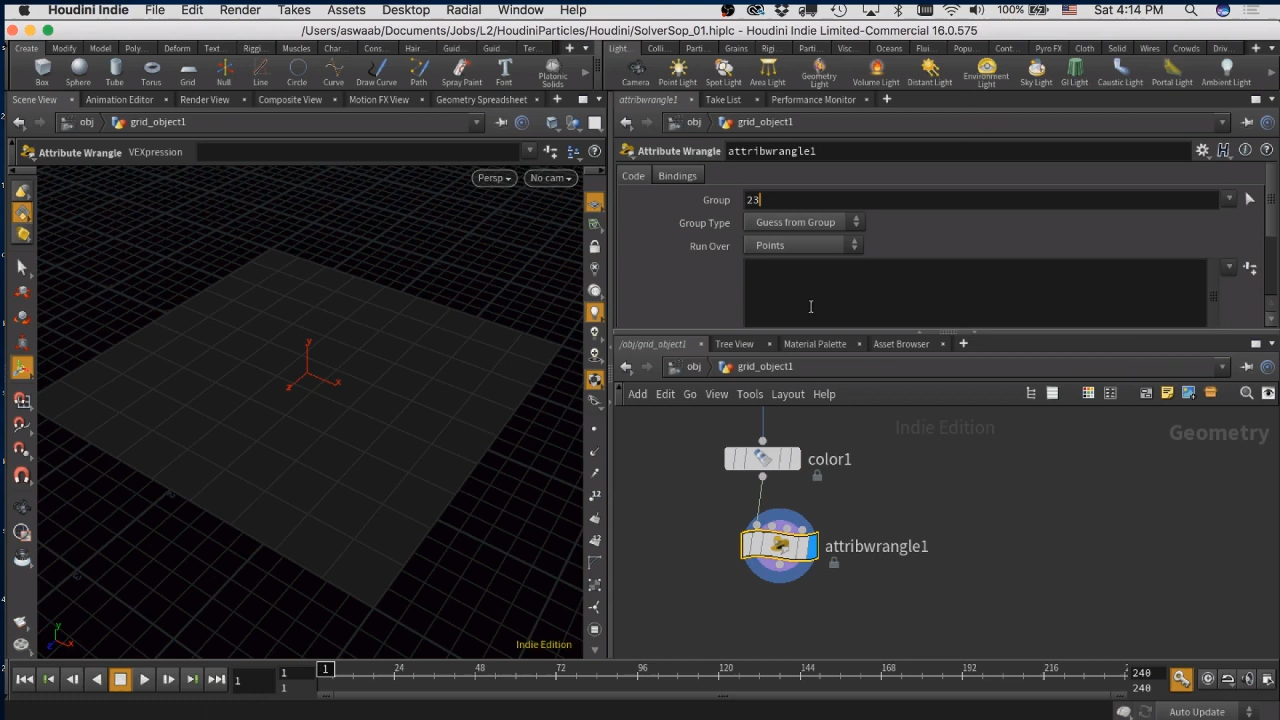 Houdini Indie File Edit Render Takes Assets Desktop Radial Window Help 100% Sat 4:14 PM
/Users/aswaab/Documents/Jobs/L2/HoudiniParticles/Houdini/SolverSop_01.hiplc - Houdini Indie Limited-Commercial 16.0.575
Create Modify Model Poly... Deform Text... Riggi... Muscles Char... Cons... Hair... Guid... Guid... Ter... Light... Colli... Parti... Grains Rigid... Parti... Visc... Oceans Flui... Popu... Cont... Pyro FX Cloth Solid Wires Crowds Driv...
Box Sphere Tube Torus Grid Null Line Circle Curve Draw Curve Path Spray Paint Font Platonic Solids Camera Point Light Spot Light Area Light Geometry Light Volume Light Distant Light Environment Light Sky Light GI Light Caustic Light Portal Light Ambient Light
Scene View Animation Editor Render View Composite View Motion FX View Geometry Spreadsheet
attribwrangle1 Take List Performance Monitor
obj grid_object1
obj grid_object1
Attribute Wrangle VEXpression
Attribute Wrangle attribwrangle1
Code Bindings
Persp No cam
Group 23
Group Type Guess from Group
Run Over Points
/obj/grid_object1 Tree View Material Palette Asset Browser
obj grid_object1
Add Edit Go View Tools Layout Help
Indie Edition
Geometry
color1
attribwrangle1
y
x
z
y
x
z
Indie Edition
1 1 1 1 24 48 72 96 120 144 168 192 216 240 240
Auto Update